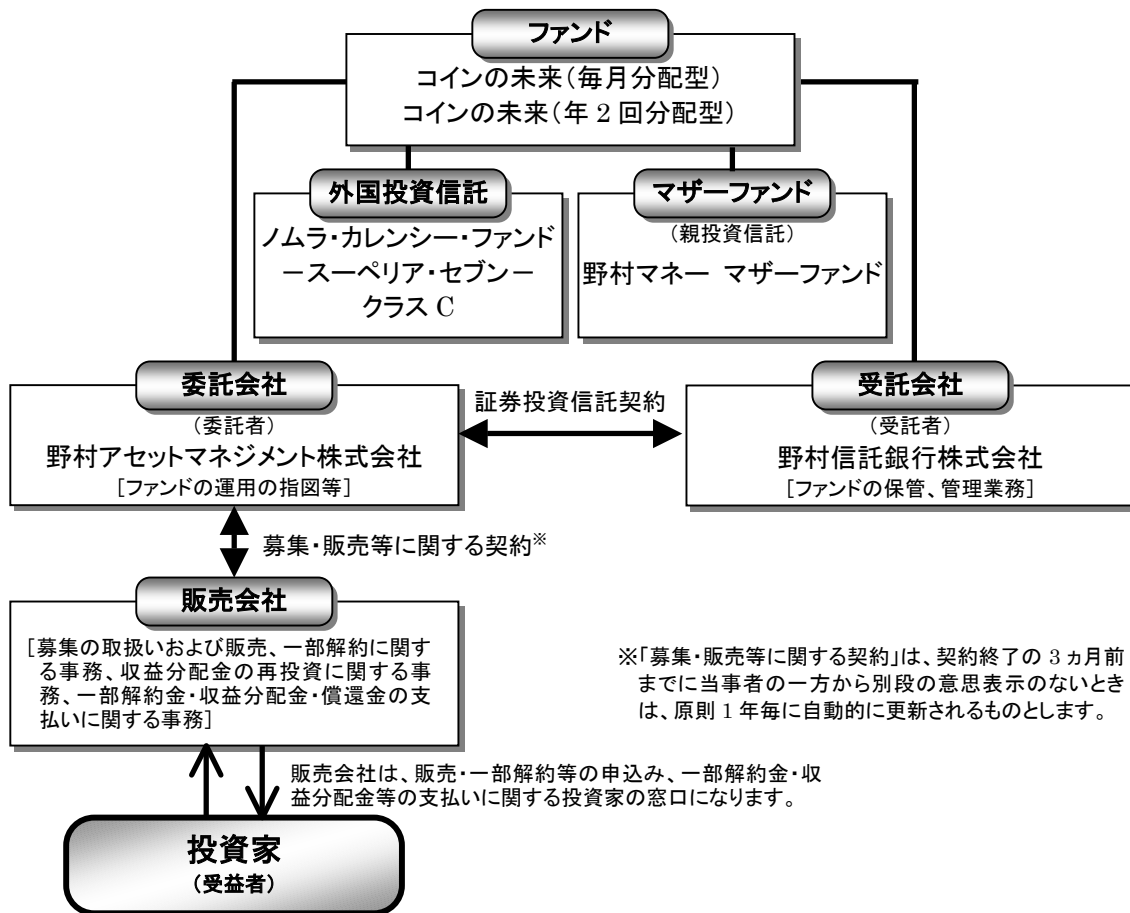 ファンド
コインの未来(毎月分配型)
コインの未来(年2回分配型)
外国投資信託
ノムラ・カレンシー・ファンド
-スーペリア・セブン-
クラス C
マザーファンド
(親投資信託)
野村マネー マザーファンド
委託会社
(委託者)
野村アセットマネジメント株式会社
[ファンドの運用の指図等]
証券投資信託契約
受託会社
(受託者)
野村信託銀行株式会社
[ファンドの保管、管理業務]
募集・販売等に関する契約※
販売会社
[募集の取扱いおよび販売、一部解約に関す
る事務、収益分配金の再投資に関する事
務、一部解約金・収益分配金・償還金の支
払いに関する事務]
※「募集・販売等に関する契約」は、契約終了の 3 ヵ月前
までに当事者の一方から別段の意思表示のないとき
は、原則 1 年毎に自動的に更新されるものとします。
販売会社は、販売・一部解約等の申込み、一部解約金・収
益分配金等の支払いに関する投資家の窓口になります。
投資家
(受益者)